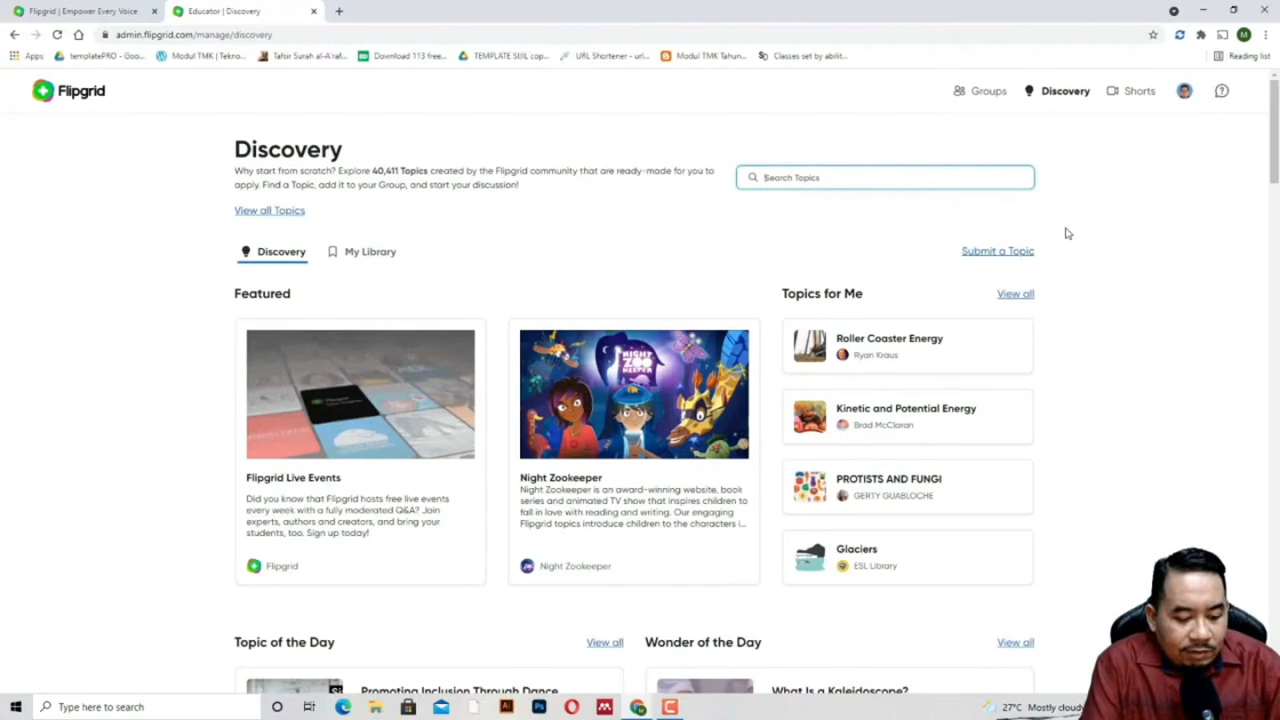 Flipgrid | Empower Every Voice
Educator | Discovery
admin.flipgrid.com/manage/discovery
M
Apps
templatePRO - Goo...
Modul TMK | Tekno...
Tafsir Surah al-A'raf...
Download 113 free...
TEMPLATE SIJIL cop...
URL Shortener - url...
Modul TMK Tahun...
Classes set by abilit...
Reading list
Flipgrid
Groups
Discovery
Shorts
Discovery
Why start from scratch? Explore 40,411 Topics created by the Flipgrid community that are ready-made for you to
apply. Find a Topic, add it to your Group, and start your discussion!
Search Topics
View all Topics
Discovery
My Library
Submit a Topic
Featured
Topics for Me
View all
NIGHT
ZOO
KEEPER
Flipgrid Live Events
Did you know that Flipgrid hosts free live events
every week with a fully moderated Q&A? Join
experts, authors and creators, and bring your
students, too. Sign up today!
Flipgrid
Night Zookeeper
Night Zookeeper is an award-winning website, book
series and animated TV show that inspires children to
fall in love with reading and writing. Our engaging
Flipgrid topics introduce children to the characters i...
Night Zookeeper
Roller Coaster Energy
Ryan Kraus
Kinetic and Potential Energy
Brad McClaran
PROTISTS AND FUNGI
GERTY GUABLOCHE
Glaciers
ESL Library
Topic of the Day
View all
Wonder of the Day
View all
Promoting Inclusion Through Dance
What Is a Kaleidoscope?
Type here to search
Ai
Ps
27°C Mostly cloudy